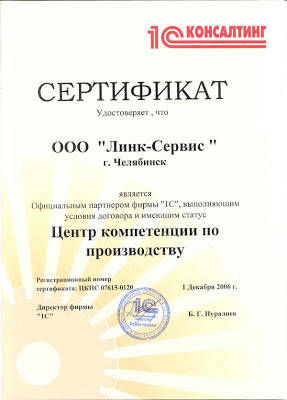 1С КОНСАЛТИНГ
СЕРТИФИКАТ
Удостоверяет, что
ООО "Линк-Сервис "
г. Челябинск
является
Официальным партнером фирмы "1С", выполняющим
условия договора и имеющим статус
Центр компетенции по
производству
Регистрационный номер
сертификата: ЦКПС 07615-0120
1 Декабря 2006 г.
Директор фирмы
"1С"
Б. Г. Нуралиев
1С